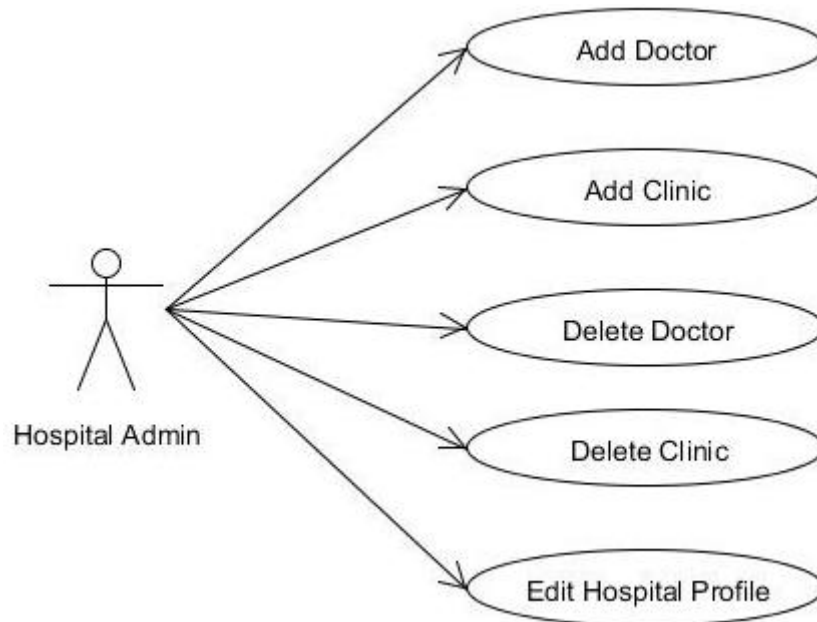 Add Doctor
Add Clinic
Delete Doctor
Hospital Admin
Delete Clinic
Edit Hospital Profile